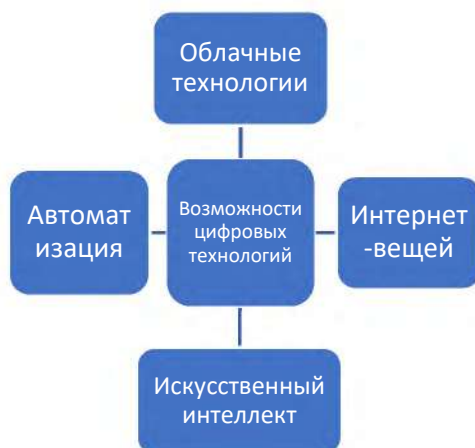 Облачные
технологии
Автомат
изация
Возможности
цифровых
технологий
Интернет
-вещей
Искусственный
интеллект